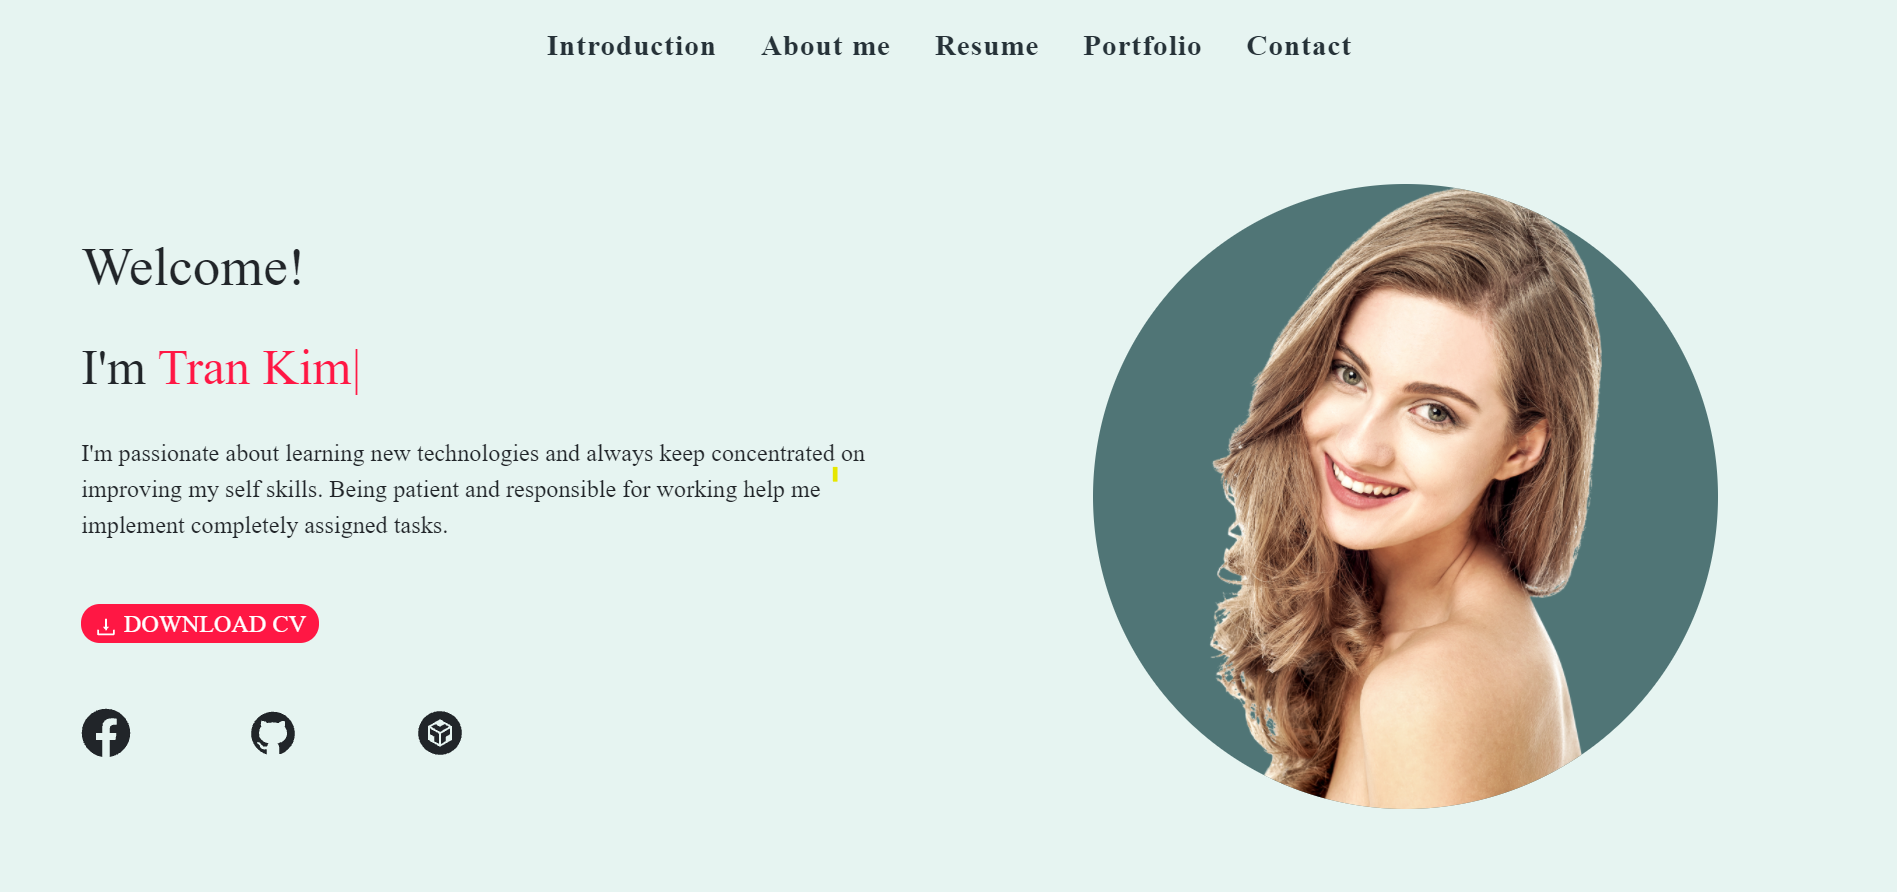 Introduction About me Resume Portfolio Contact
Welcome!
I'm Tran Kim|
I'm passionate about learning new technologies and always keep concentrated on
improving my self skills. Being patient and responsible for working help me
implement completely assigned tasks.
DOWNLOAD CV